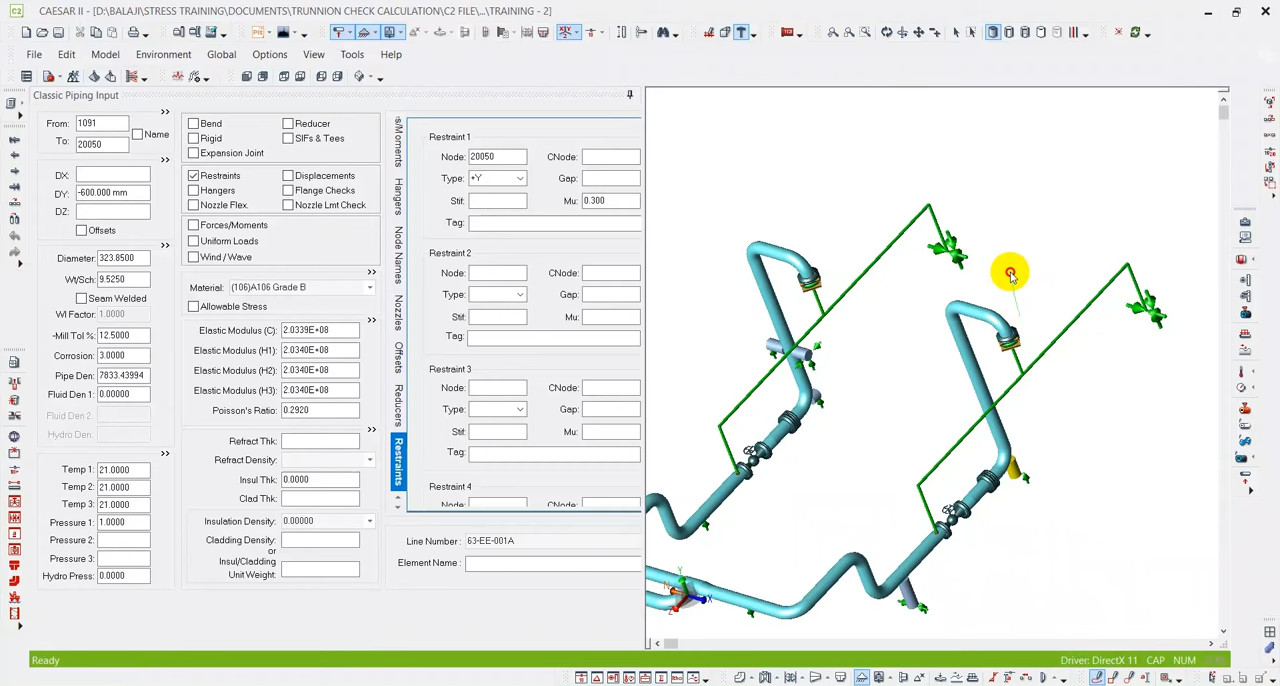 CAESAR II - [D:\BALAJI\STRESS TRAINING\DOCUMENTS\TRUNNION CHECK CALCULATION\C2 FILE\...\TRAINING - 2]
File Edit Model Environment Global Options View Tools Help
Classic Piping Input
From: 1091
To: 20050
Name
DX:
DY: -600.000 mm
DZ:
Offsets
Diameter: 323.8500
Wt/Sch: 9.5250
Seam Welded
WI Factor: 1.0000
-Mill Tol %: 12.5000
Corrosion: 3.0000
Pipe Den: 7.43994
Fluid Den 1: 0.00000
Fluid Den 2:
Hydro Den:
Temp 1: 21.0000
Temp 2: 21.0000
Temp 3: 21.0000
Pressure 1: 1.0000
Pressure 2:
Pressure 3:
Hydro Press: 0.0000
Bend Reducer
Rigid SIFs & Tees
Expansion Joint
Restraints Displacements
Hangers Flange Checks
Nozzle Flex. Nozzle Lmt Check
Forces/Moments
Uniform Loads
Wind / Wave
Material: (106)A106 Grade B
Allowable Stress
Elastic Modulus (C): 2.0339E+08
Elastic Modulus (H1): 2.0340E+08
Elastic Modulus (H2): 2.0340E+08
Elastic Modulus (H3): 2.0340E+08
Poisson's Ratio: 0.2920
Refract Thk:
Refract Density:
Insul Thk: 0.0000
Clad Thk:
Insulation Density: 0.00000
Cladding Density:
or
Insul/Cladding
Unit Weight:
s/Moments
Hangers
Node Names
Nozzles
Offsets
Reducers
Restraints
Restraint 1
Node: 20050 CNode:
Type: +Y Gap:
Stif: Mu: 0.300
Tag:
Restraint 2
Node: CNode:
Type: Gap:
Stif: Mu:
Tag:
Restraint 3
Node: CNode:
Type: Gap:
Stif: Mu:
Tag:
Restraint 4
Node: CNode:
Line Number: 63-EE-001A
Element Name:
Y
X
Z
Ready
Driver: DirectX 11 CAP NUM